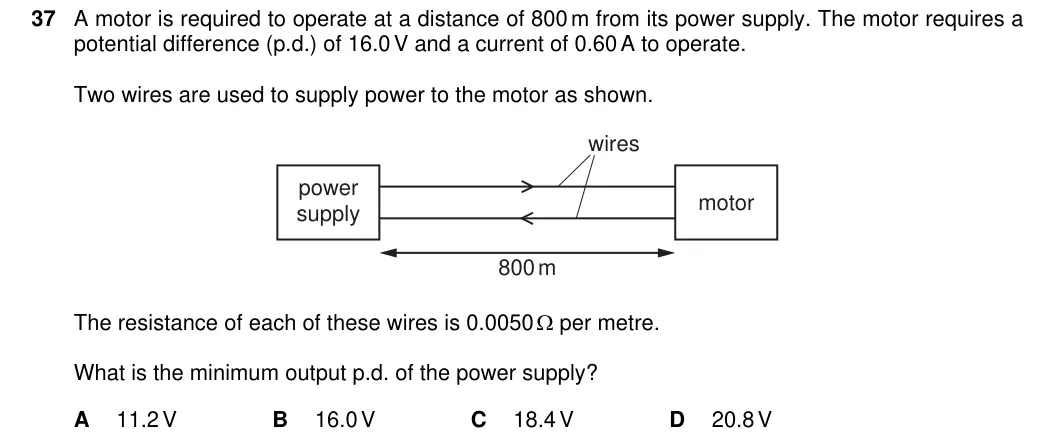 37 A motor is required to operate at a distance of 800 m from its power supply. The motor requires a
potential difference (p.d.) of 16.0 V and a current of 0.60 A to operate.
Two wires are used to supply power to the motor as shown.
wires
power
supply
motor
800 m
The resistance of each of these wires is 0.0050 Ω per metre.
What is the minimum output p.d. of the power supply?
A 11.2 V B 16.0 V C 18.4 V D 20.8 V